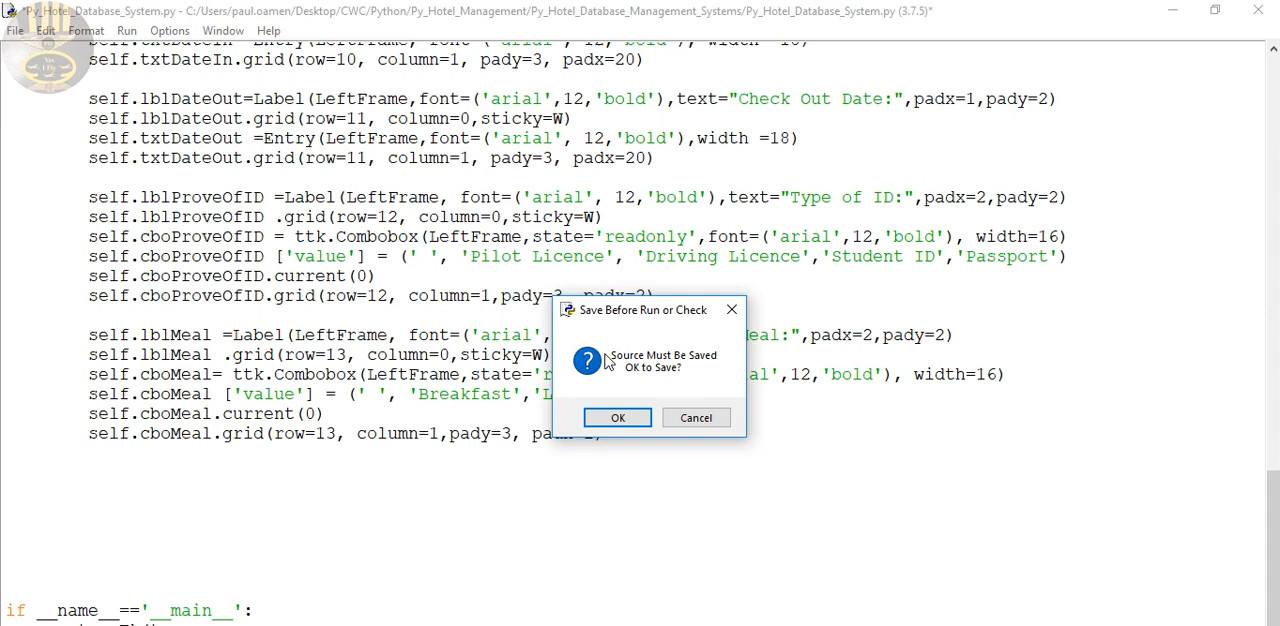 *Py_Hotel_Database_System.py - C:/Users/paul.oamen/Desktop/CWC/Python/Py_Hotel_Management/Py_Hotel_Database_Management_Systems/Py_Hotel_Database_System.py (3.7.5)*
File Edit Format Run Options Window Help
self.txtDateIn.grid(row=10, column=1, pady=3, padx=20)
self.lblDateOut=Label(LeftFrame,font=('arial',12,'bold'),text="Check Out Date:",padx=1,pady=2)
self.lblDateOut.grid(row=11, column=0,sticky=W)
self.txtDateOut =Entry(LeftFrame,font=('arial', 12,'bold'),width =18)
self.txtDateOut.grid(row=11, column=1, pady=3, padx=20)
self.lblProveOfID =Label(LeftFrame, font=('arial', 12,'bold'),text="Type of ID:",padx=2,pady=2)
self.lblProveOfID .grid(row=12, column=0,sticky=W)
self.cboProveOfID = ttk.Combobox(LeftFrame,state='readonly',font=('arial',12,'bold'), width=16)
self.cboProveOfID ['value'] = (' ', 'Pilot Licence', 'Driving Licence','Student ID','Passport')
self.cboProveOfID.current(0)
self.cboProveOfID.grid(row=12, column=1,pady=3, padx=2)
self.lblMeal =Label(LeftFrame, font=('arial', eal:",padx=2,pady=2)
self.lblMeal .grid(row=13, column=0,sticky=W)
self.cboMeal= ttk.Combobox(LeftFrame,state='r al',12,'bold'), width=16)
self.cboMeal ['value'] = (' ', 'Breakfast','L
self.cboMeal.current(0)
self.cboMeal.grid(row=13, column=1,pady=3,
Save Before Run or Check
Source Must Be Saved
OK to Save?
OK Cancel
if __name__=='__main__':